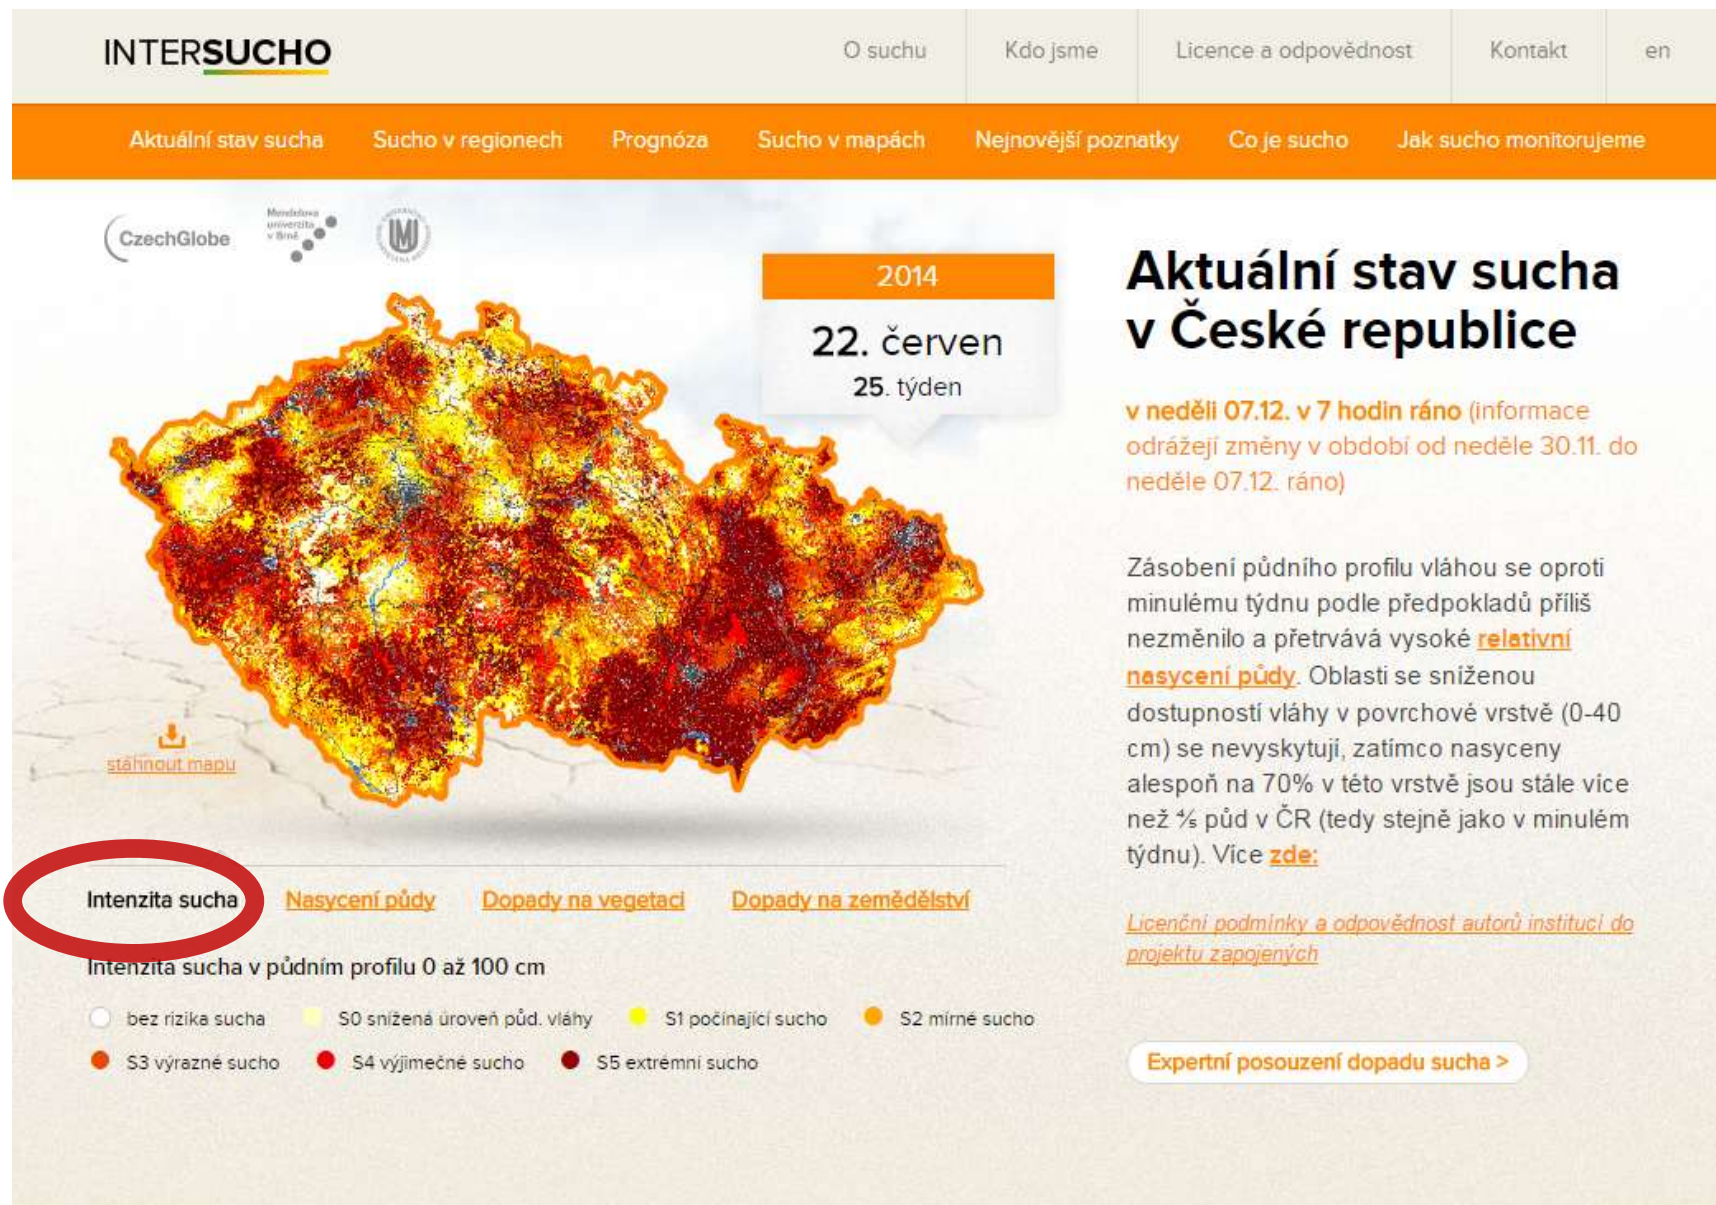 INTERSUCHO
O suchu
Kdo jsme
Licence a odpovědnost
Kontakt
en
Aktuální stav sucha
Sucho v regionech
Prognóza
Sucho v mapách
Nejnovější poznatky
Co je sucho
Jak sucho monitorujeme
CzechGlobe
Mendelova
univerzita
v Brně
2014
22. červen
25. týden
stáhnout mapu
Aktuální stav sucha
v České republice
v neděli 07.12. v 7 hodin ráno (informace
odrážejí změny v období od neděle 30.11. do
neděle 07.12. ráno)
Zásobení půdního profilu vláhou se oproti
minulému týdnu podle předpokladů příliš
nezměnilo a přetrvává vysoké relativní
nasycení půdy. Oblasti se sníženou
dostupností vláhy v povrchové vrstvě (0-40
cm) se nevyskytují, zatímco nasyceny
alespoň na 70% v této vrstvě jsou stále více
než ⅘ půd v ČR (tedy stejně jako v minulém
týdnu). Více zde:
Licenční podmínky a odpovědnost autorů institucí do
projektu zapojených
Expertní posouzení dopadu sucha >
Intenzita sucha
Nasycení půdy
Dopady na vegetaci
Dopady na zemědělství
Intenzita sucha v půdním profilu 0 až 100 cm
bez rizika sucha
S0 snížená úroveň půd. vláhy
S1 počínající sucho
S2 mírné sucho
S3 výrazné sucho
S4 výjimečné sucho
S5 extrémní sucho